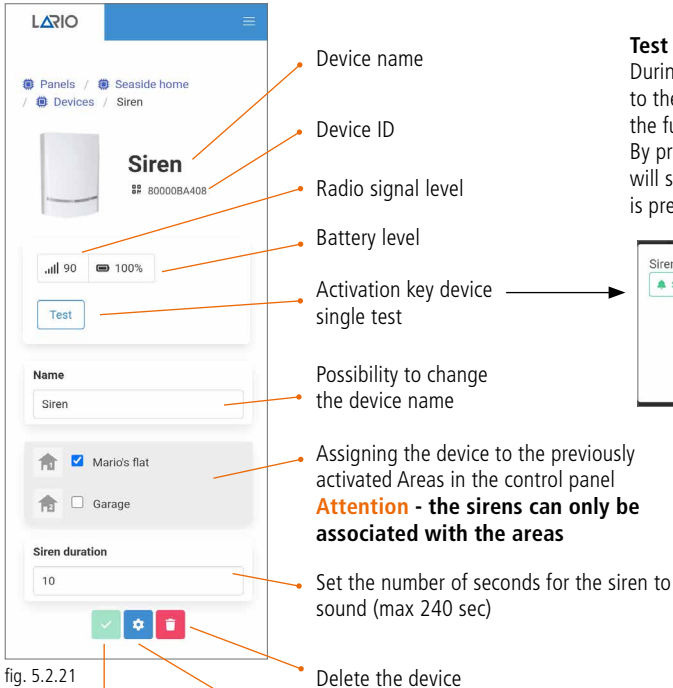 LARIO
Panels / Seaside home
/ Devices / Siren
Siren
80000BA408
90 100%
Test
Name
Siren
1 Mario's flat
2 Garage
Siren duration
10
fig. 5.2.21
Device name
Device ID
Radio signal level
Battery level
Activation key device
single test
Possibility to change
the device name
Assigning the device to the previously
activated Areas in the control panel
Attention - the sirens can only be
associated with the areas
Set the number of seconds for the siren to
sound (max 240 sec)
Delete the device
Test
to the
By pr
will s
is pre